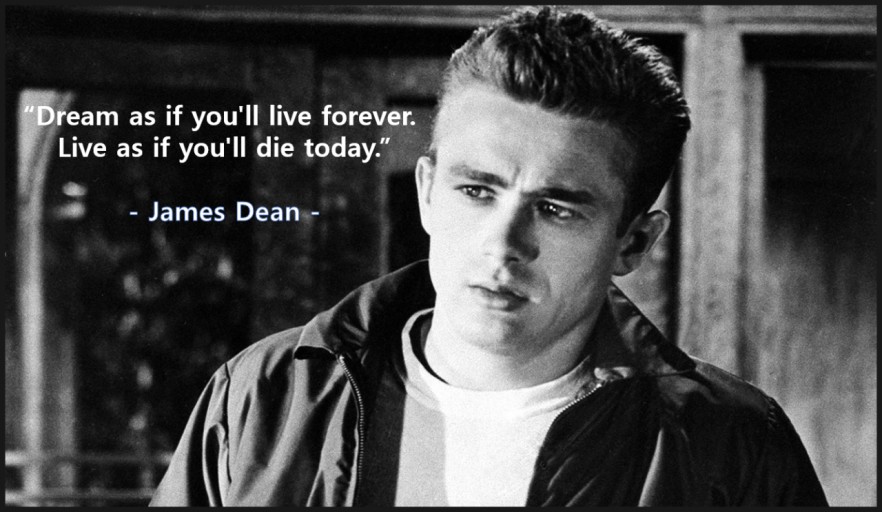 “Dream as if you'll live forever.
Live as if you'll die today.”
- James Dean -